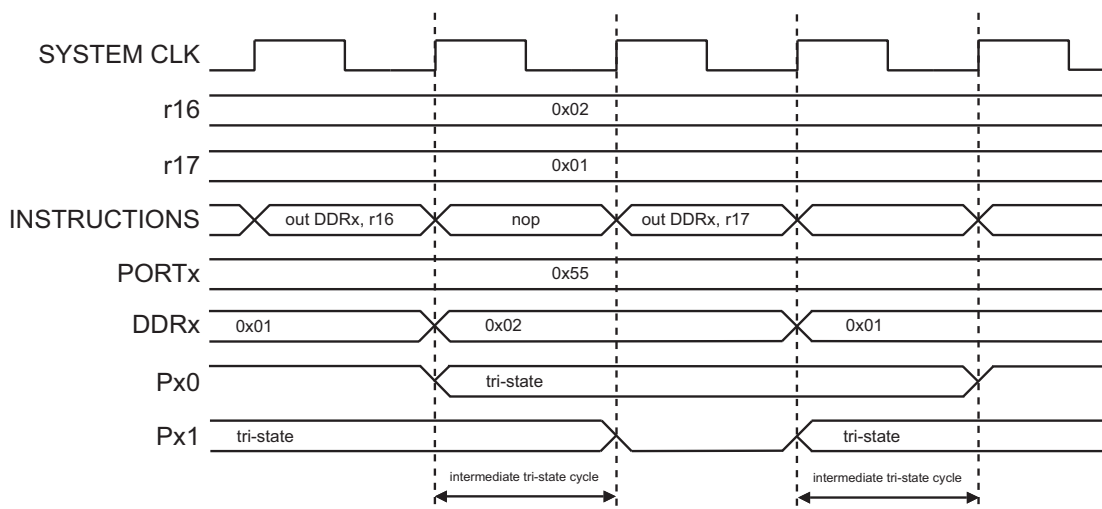 SYSTEM CLK
r16 0x02
r17 0x01
INSTRUCTIONS out DDRx, r16 nop out DDRx, r17
PORTx 0x55
DDRx 0x01 0x02 0x01
Px0 tri-state
Px1 tri-state tri-state
intermediate tri-state cycle intermediate tri-state cycle